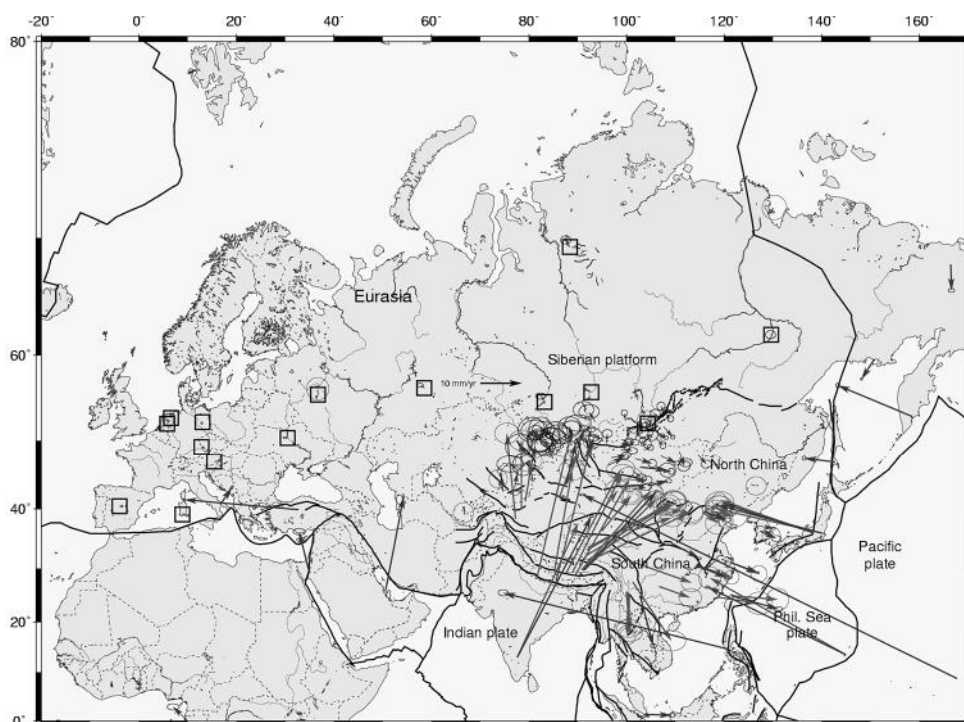 -20° 0° 20° 40° 60° 80° 100° 120° 140° 160°
80°
60°
40°
20°
0°
Eurasia
Siberian platform
10 mm/yr
North China
South China
Pacific
plate
Indian plate
Phil. Sea
plate